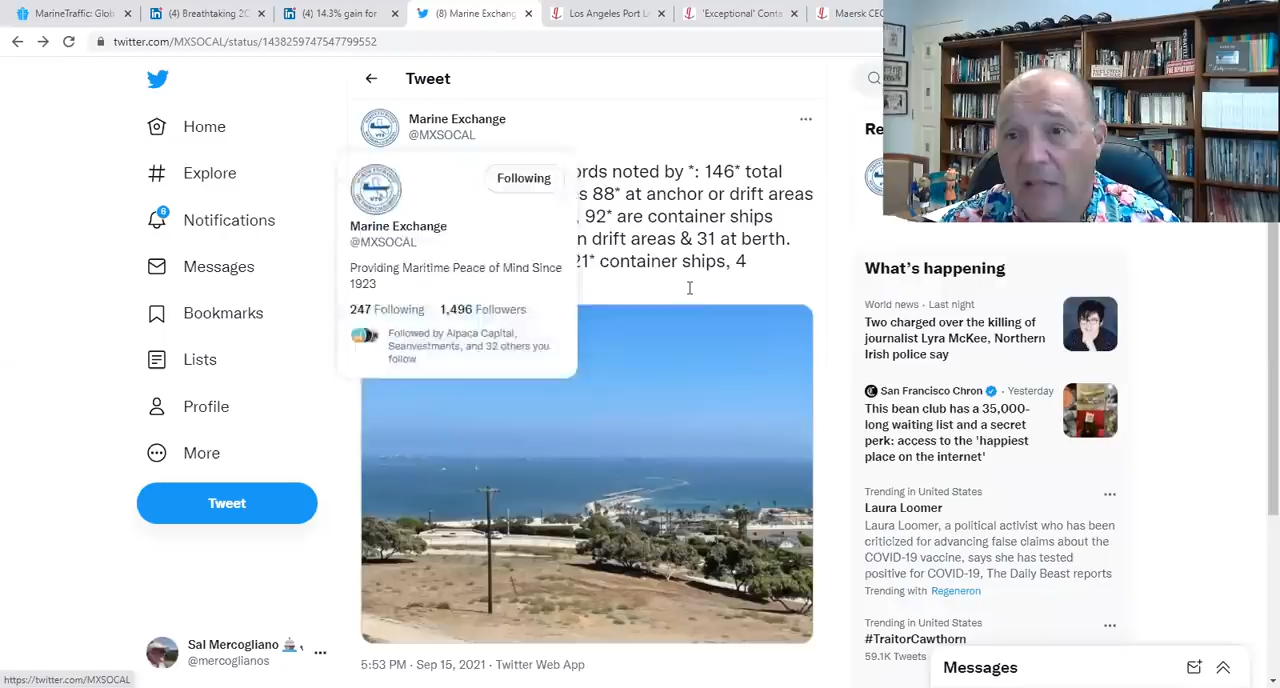 MarineTraffic: Glob
(4) Breathtaking 2C
(4) 14.3% gain for
(8) Marine Exchang
Los Angeles Port L
'Exceptional' Conta
Maersk CEO
twitter.com/MXSOCAL/status/1438259747547799552
Tweet
Marine Exchange
@MXSOCAL
Home
Explore
Notifications
6
Messages
Bookmarks
Lists
Profile
More
Tweet
Sal Mercogliano
@mercoglianos
https://twitter.com/MXSOCAL
ords noted by *: 146* total
s 88* at anchor or drift areas
, 92* are container ships
n drift areas & 31 at berth.
21* container ships, 4
Following
Marine Exchange
@MXSOCAL
Providing Maritime Peace of Mind Since
1923
247 Following 1,496 Followers
Followed by Alpaca Capital,
Seanvestments, and 32 others you
follow
5:53 PM · Sep 15, 2021 · Twitter Web App
Re
What's happening
World news · Last night
Two charged over the killing of
journalist Lyra McKee, Northern
Irish police say
San Francisco Chron · Yesterday
This bean club has a 35,000-
long waiting list and a secret
perk: access to the 'happiest
place on the internet'
Trending in United States
Laura Loomer
Laura Loomer, a political activist who has been
criticized for advancing false claims about the
COVID-19 vaccine, says she has tested
positive for COVID-19, The Daily Beast reports
Trending with Regeneron
Trending in United States
#TraitorCawthorn
59.1K Tweets
Messages